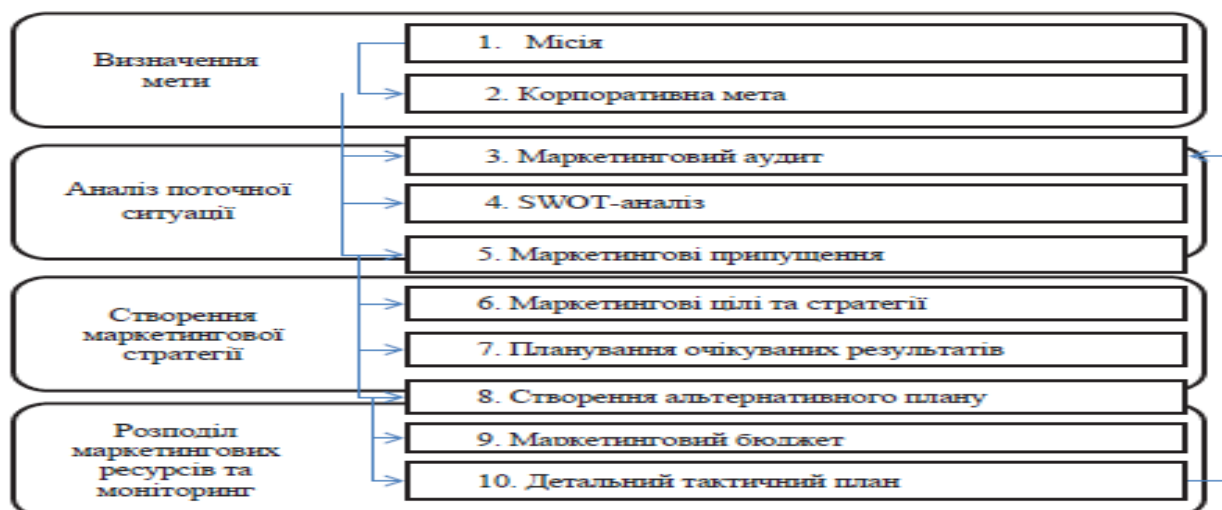 Визначення
мети
1. Місія
2. Корпоративна мета
Аналіз поточної
ситуації
3. Маркетинговий аудит
4. SWOT-аналіз
5. Маркетингові припущення
Створення
маркетингової
стратегії
6. Маркетингові цілі та стратегії
7. Планування очікуваних результатів
8. Створення альтернативного плану
Розподіл
маркетингових
ресурсів та
моніторинг
9. Маркетинговий бюджет
10. Детальний тактичний план